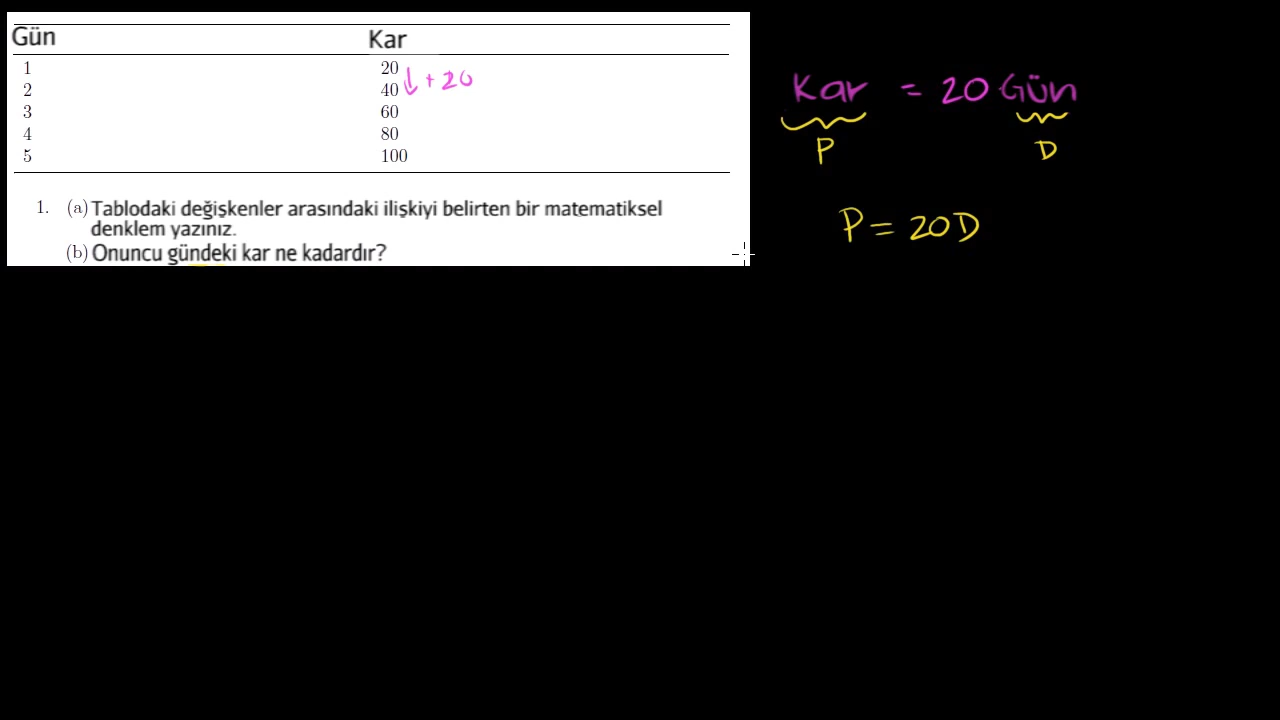 Gün Kar
1 20
2 40 + 20
3 60
4 80
5 100
1. (a) Tablodaki değişkenler arasındaki ilişkiyi belirten bir matematiksel
denklem yazınız.
(b) Onuncu gündeki kar ne kadardır?
Kar = 20 Gün
P D
P = 20D